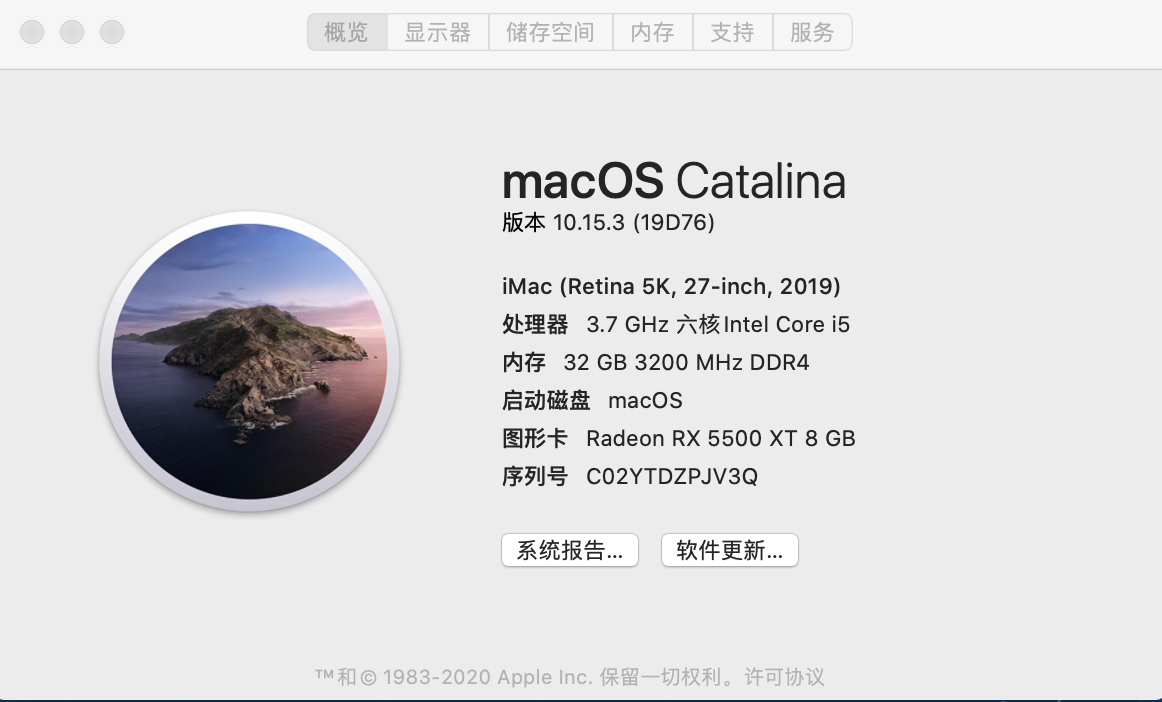 概览 显示器 储存空间 内存 支持 服务
macOS Catalina
版本 10.15.3 (19D76)
iMac (Retina 5K, 27-inch, 2019)
处理器 3.7 GHz 六核Intel Core i5
内存 32 GB 3200 MHz DDR4
启动磁盘 macOS
图形卡 Radeon RX 5500 XT 8 GB
序列号 C02YTDZPJV3Q
系统报告... 软件更新...
™和© 1983-2020 Apple Inc. 保留一切权利。许可协议